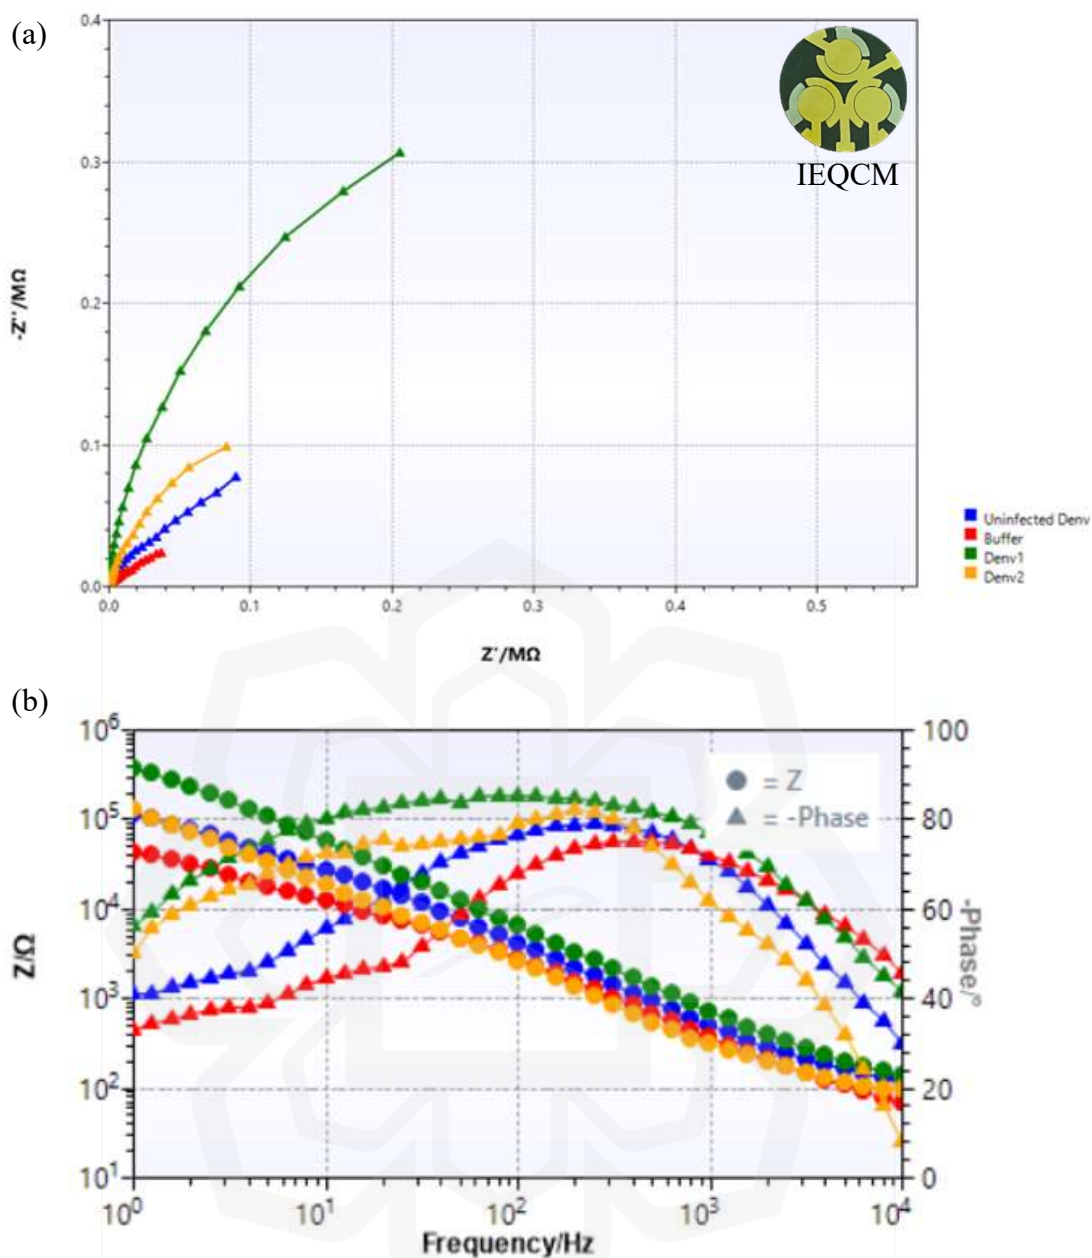 (a)
0.4
0.3
0.2
0.1
0.0
-Z''/MΩ
0.0 0.1 0.2 0.3 0.4 0.5
Z'/MΩ
IEQCM
Uninfected Denv
Buffer
Denv1
Denv2
(b)
10⁶
10⁵
10⁴
10³
10²
10¹
Z/Ω
100
80
60
40
20
0
-Phase/°
● = Z
▲ = -Phase
10⁰ 10¹ 10² 10³ 10⁴
Frequency/Hz